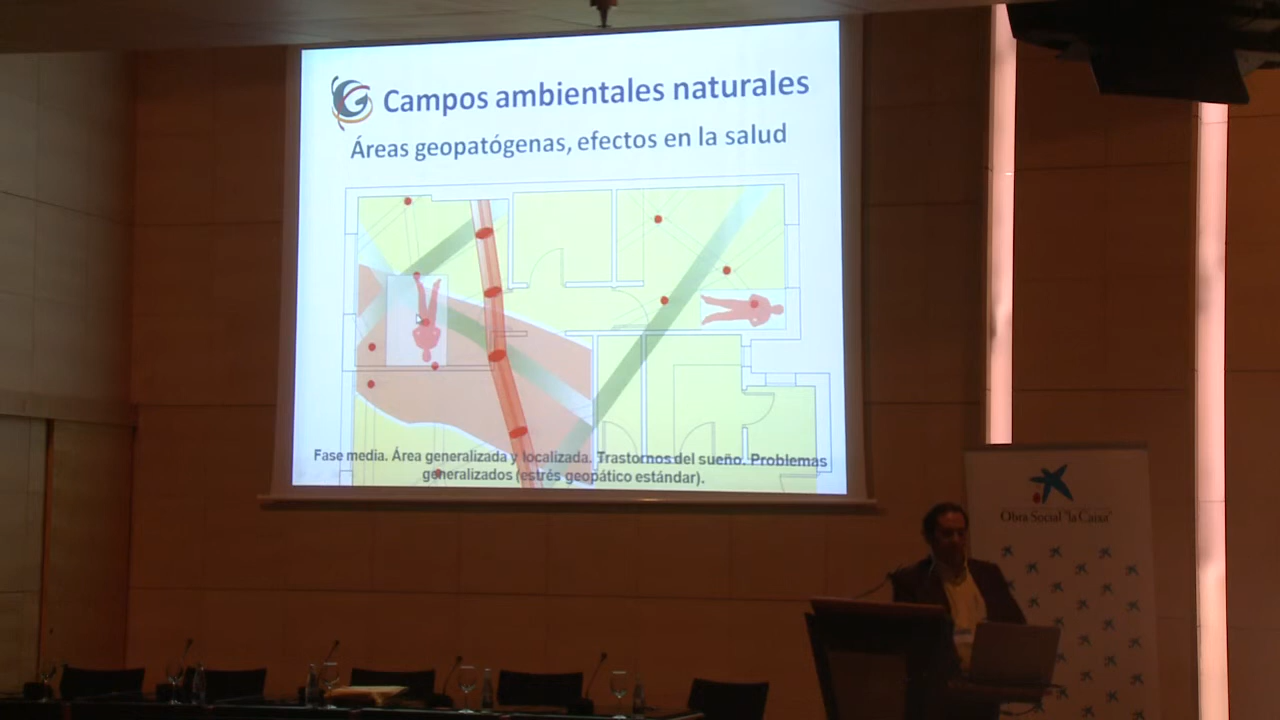 Campos ambientales naturales
Áreas geopatógenas, efectos en la salud
Fase media. Área generalizada y localizada. Trastornos del sueño. Problemas
generalizados (estrés geopático estándar).
Obra Social "la Caixa"